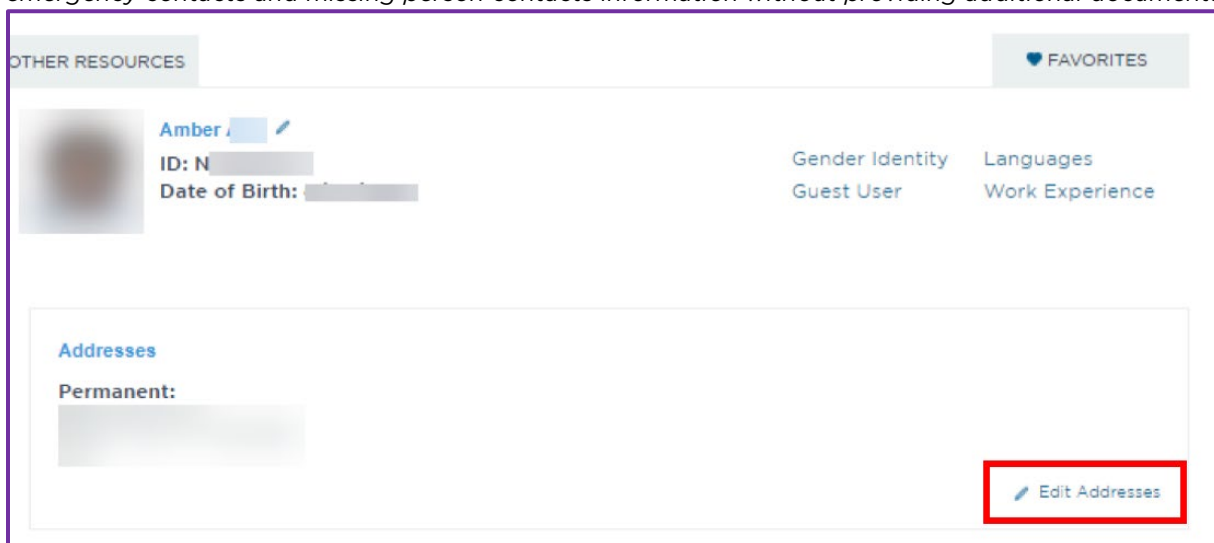 emergency contacts and missing person contacts information without providing additional document
OTHER RESOURCES
FAVORITES
Amber
ID: N
Date of Birth:
Gender Identity Languages
Guest User Work Experience
Addresses
Permanent:
Edit Addresses